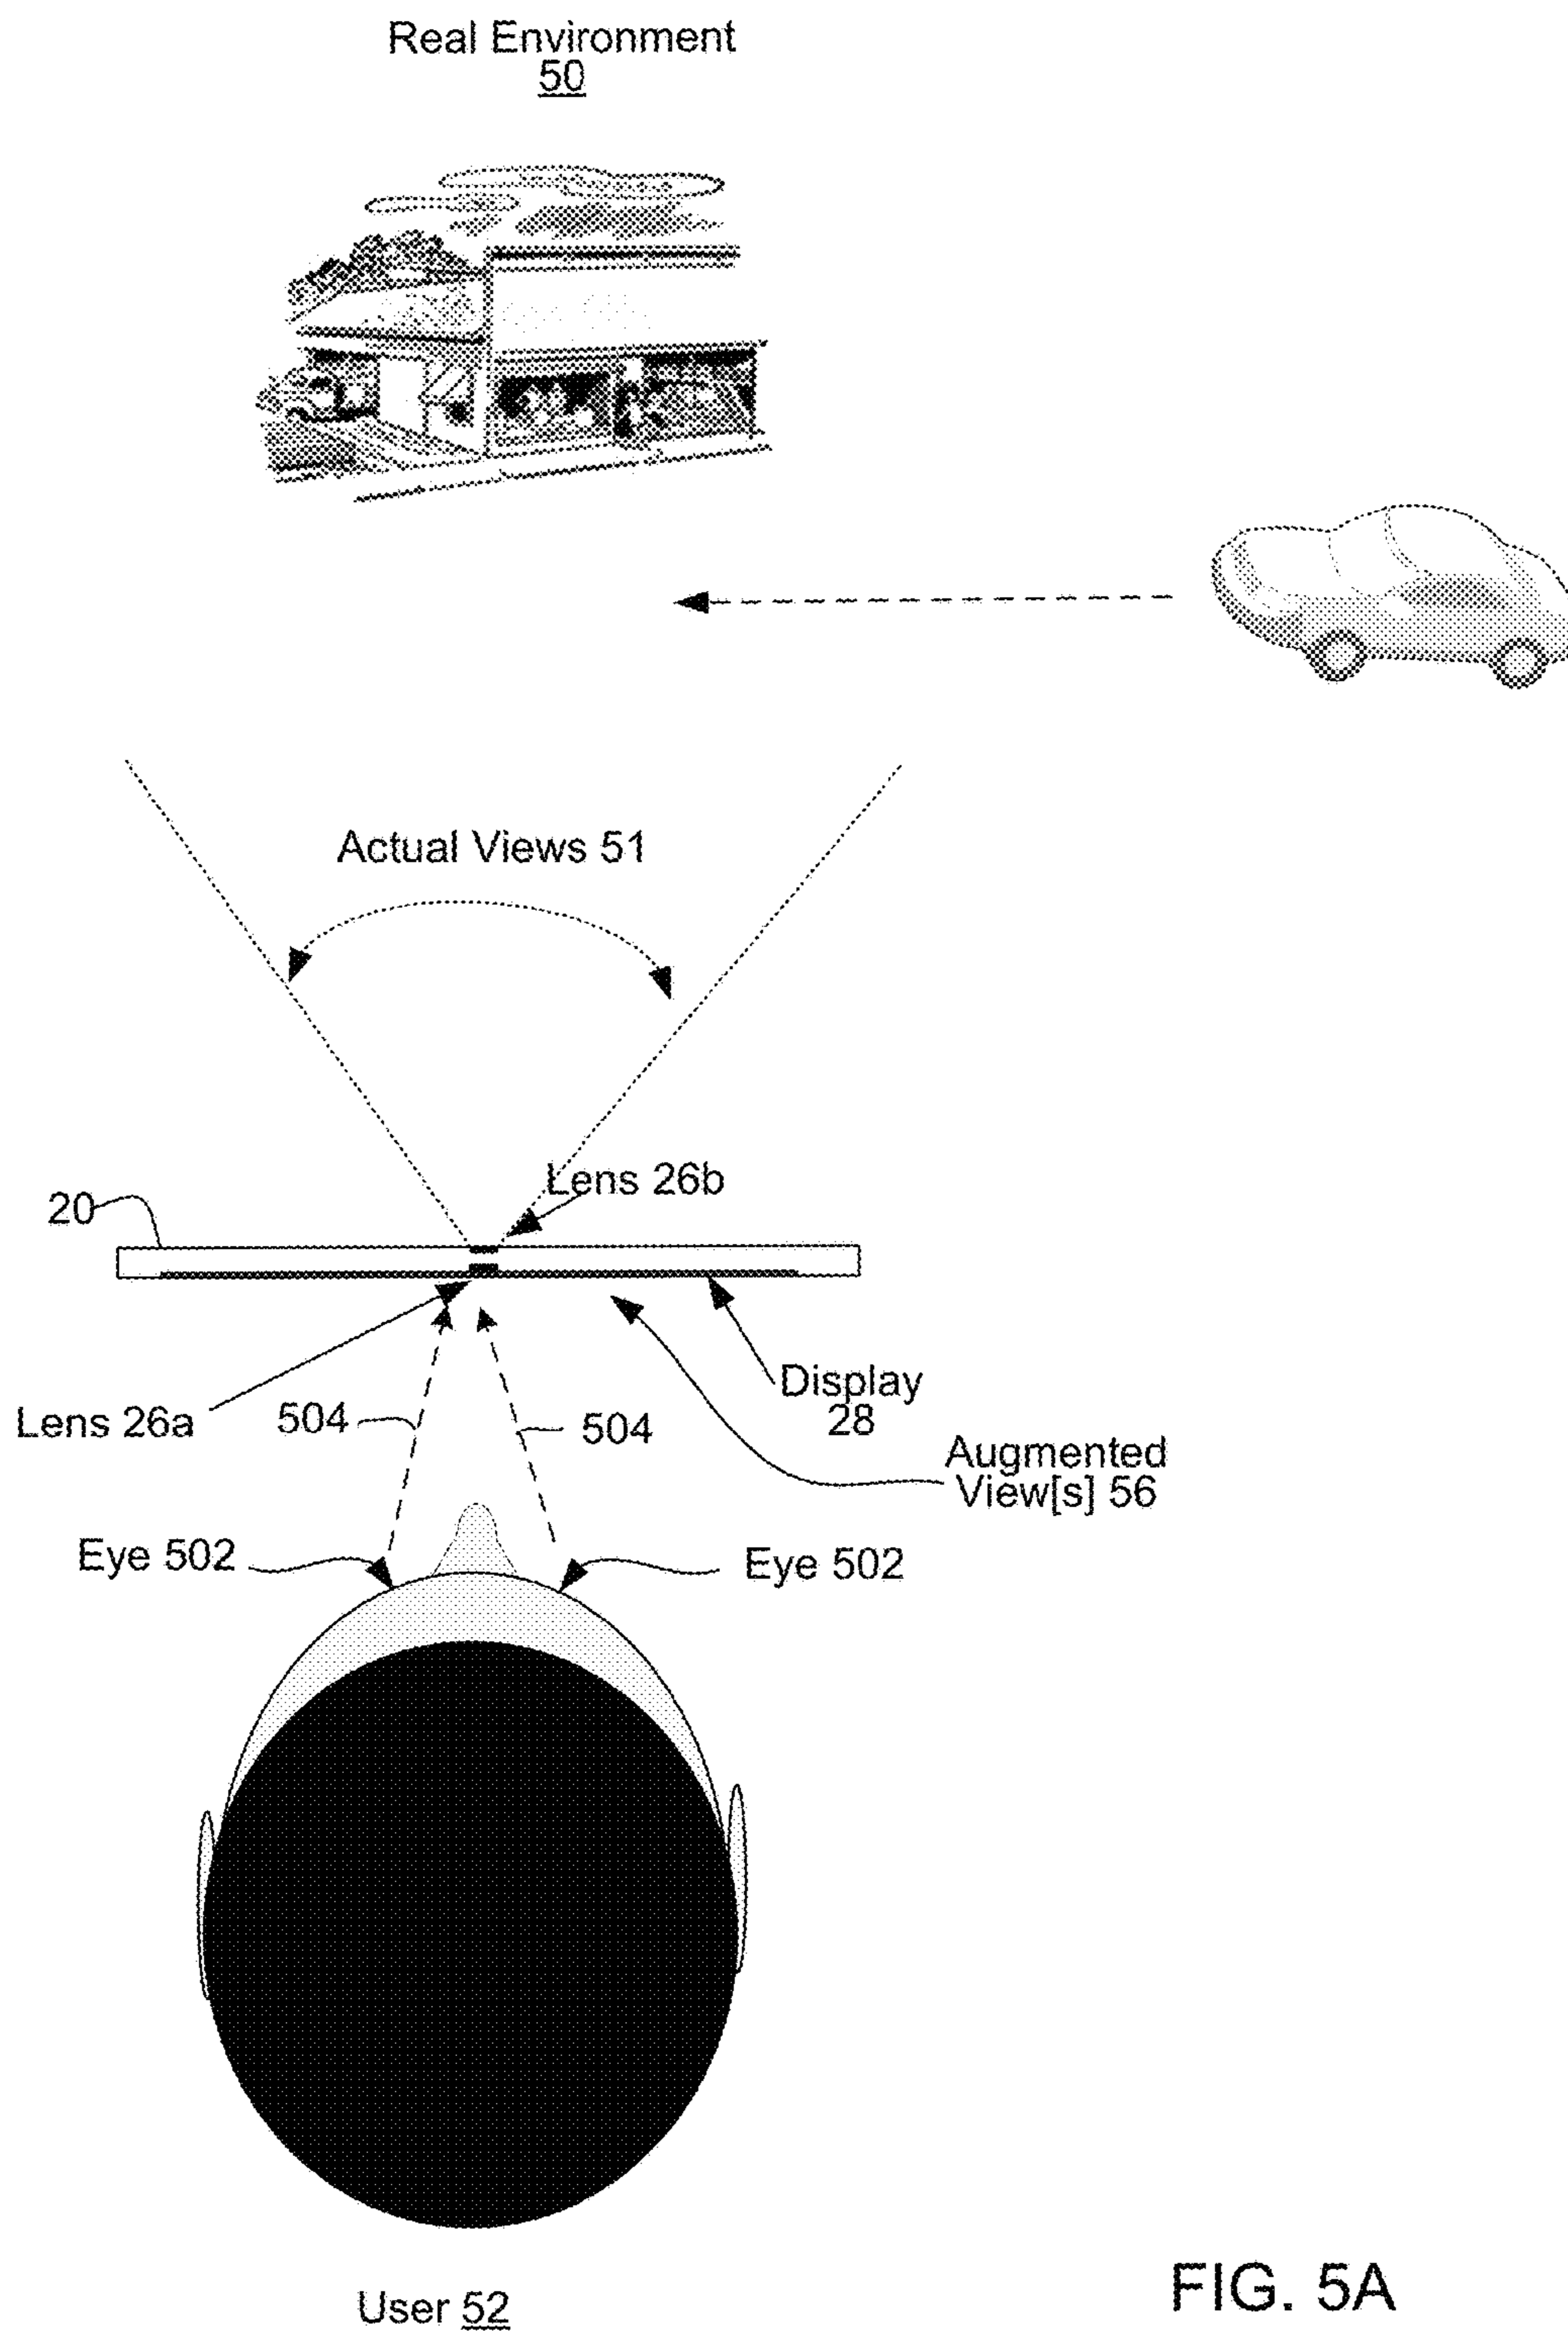 Real Environment
50
Actual Views 51
Lens 26b
20
Display
28
Lens 26a
504
504
Augmented
View[s] 56
Eye 502
Eye 502
User 52
FIG. 5A